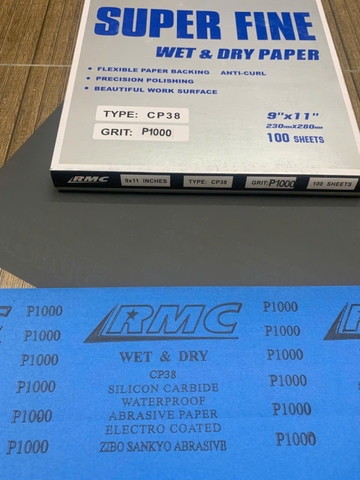 SUPER FINE
WET & DRY PAPER
• FLEXIBLE PAPER BACKING ANTI-CURL
• PRECISION POLISHING
• BEAUTIFUL WORK SURFACE
TYPE: CP38
GRIT: P1000
9"x11"
230mmX280mm
100 SHEETS
RMC 9x11 INCHES TYPE: CP38 GRIT: P1000 100 SHEETS
RMC
WET & DRY
CP38
SILICON CARBIDE
WATERPROOF
ABRASIVE PAPER
ELECTRO COATED
ZIBO SANKYO ABRASIVE
P1000
P1000
P1000
P1000
P1000
P1000
P1000
P1000
P1000
P1000
P1000
P1000